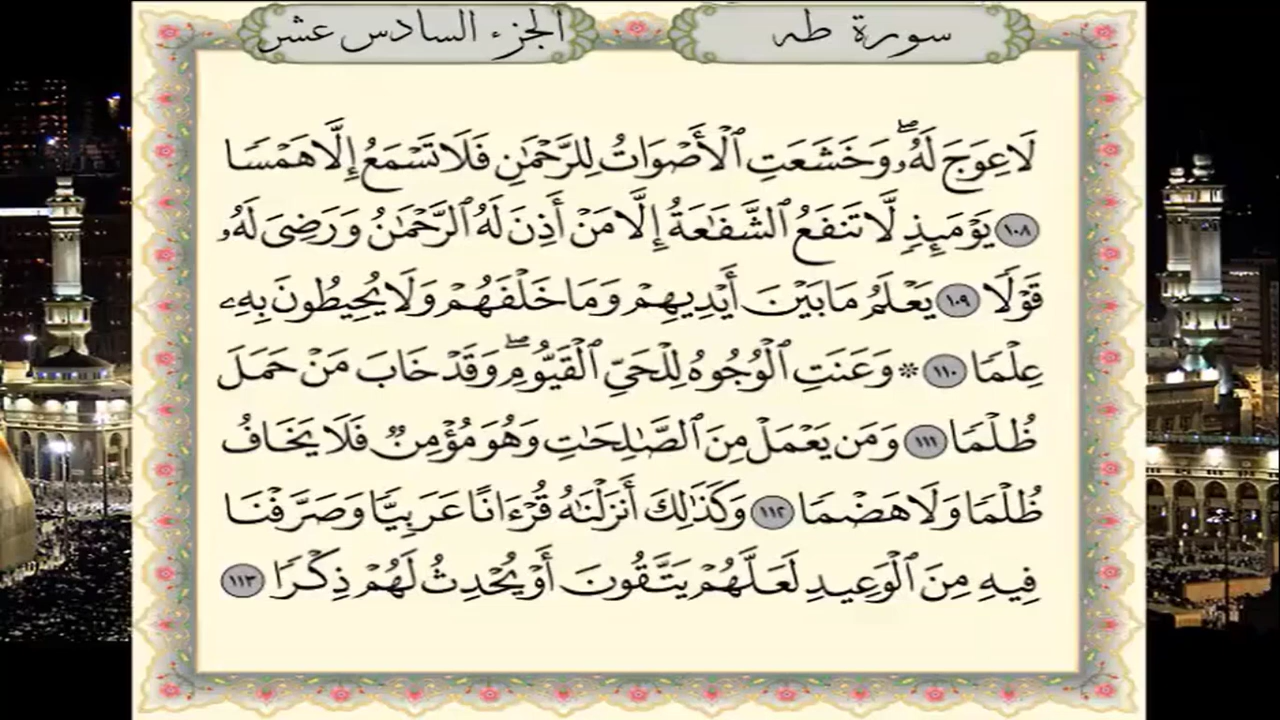 سورة طه
الجزء السادس عشر
لَا عِوَجَ لَهُۥ ۖ وَخَشَعَتِ ٱلْأَصْوَاتُ لِلرَّحْمَـٰنِ فَلَا تَسْمَعُ إِلَّا هَمْسًا
١٠٨ يَوْمَئِذٍ لَّا تَنفَعُ ٱلشَّفَـٰعَةُ إِلَّا مَنْ أَذِنَ لَهُ ٱلرَّحْمَـٰنُ وَرَضِىَ لَهُۥ
قَوْلًا ١٠٩ يَعْلَمُ مَا بَيْنَ أَيْدِيهِمْ وَمَا خَلْفَهُمْ وَلَا يُحِيطُونَ بِهِۦ
عِلْمًا ١١٠ ۞ وَعَنَتِ ٱلْوُجُوهُ لِلْحَىِّ ٱلْقَيُّومِ ۖ وَقَدْ خَابَ مَنْ حَمَلَ
ظُلْمًا ١١١ وَمَن يَعْمَلْ مِنَ ٱلصَّـٰلِحَـٰتِ وَهُوَ مُؤْمِنٌ فَلَا يَخَافُ
ظُلْمًا وَلَا هَضْمًا ١١٢ وَكَذَٰلِكَ أَنزَلْنَـٰهُ قُرْءَانًا عَرَبِيًّا وَصَرَّفْنَا
فِيهِ مِنَ ٱلْوَعِيدِ لَعَلَّهُمْ يَتَّقُونَ أَوْ يُحْدِثُ لَهُمْ ذِكْرًا ١١٣